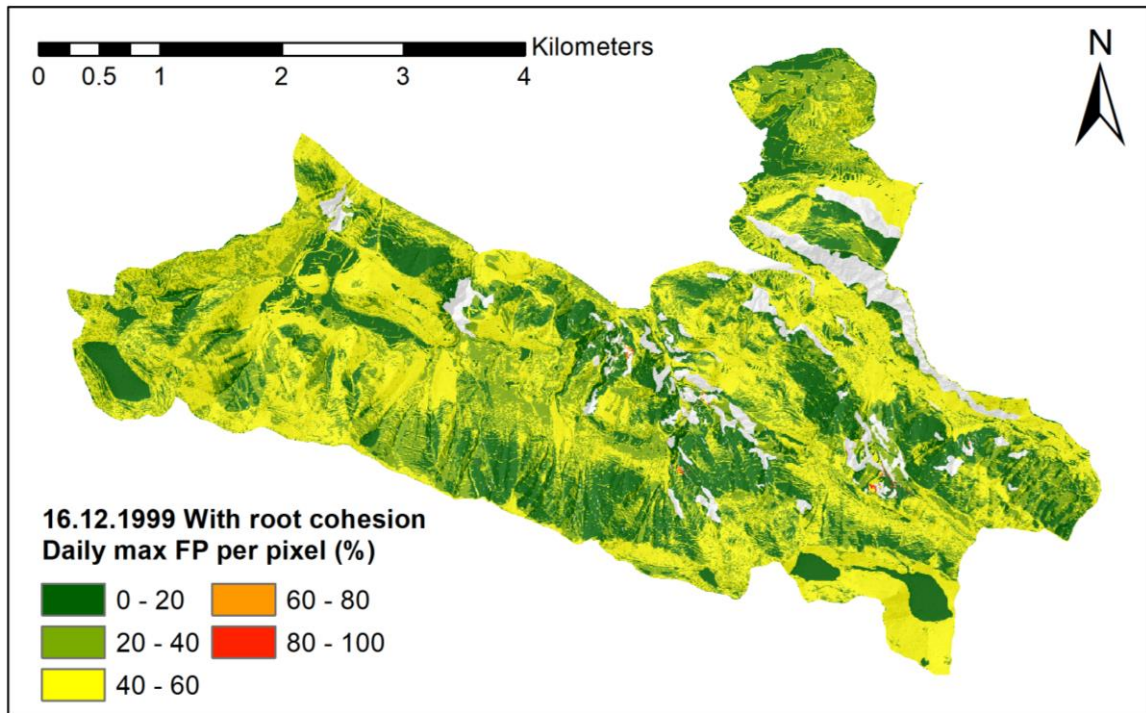 Kilometers
0 0.5 1 2 3 4
N
16.12.1999 With root cohesion
Daily max FP per pixel (%)
0 - 20 60 - 80
20 - 40 80 - 100
40 - 60